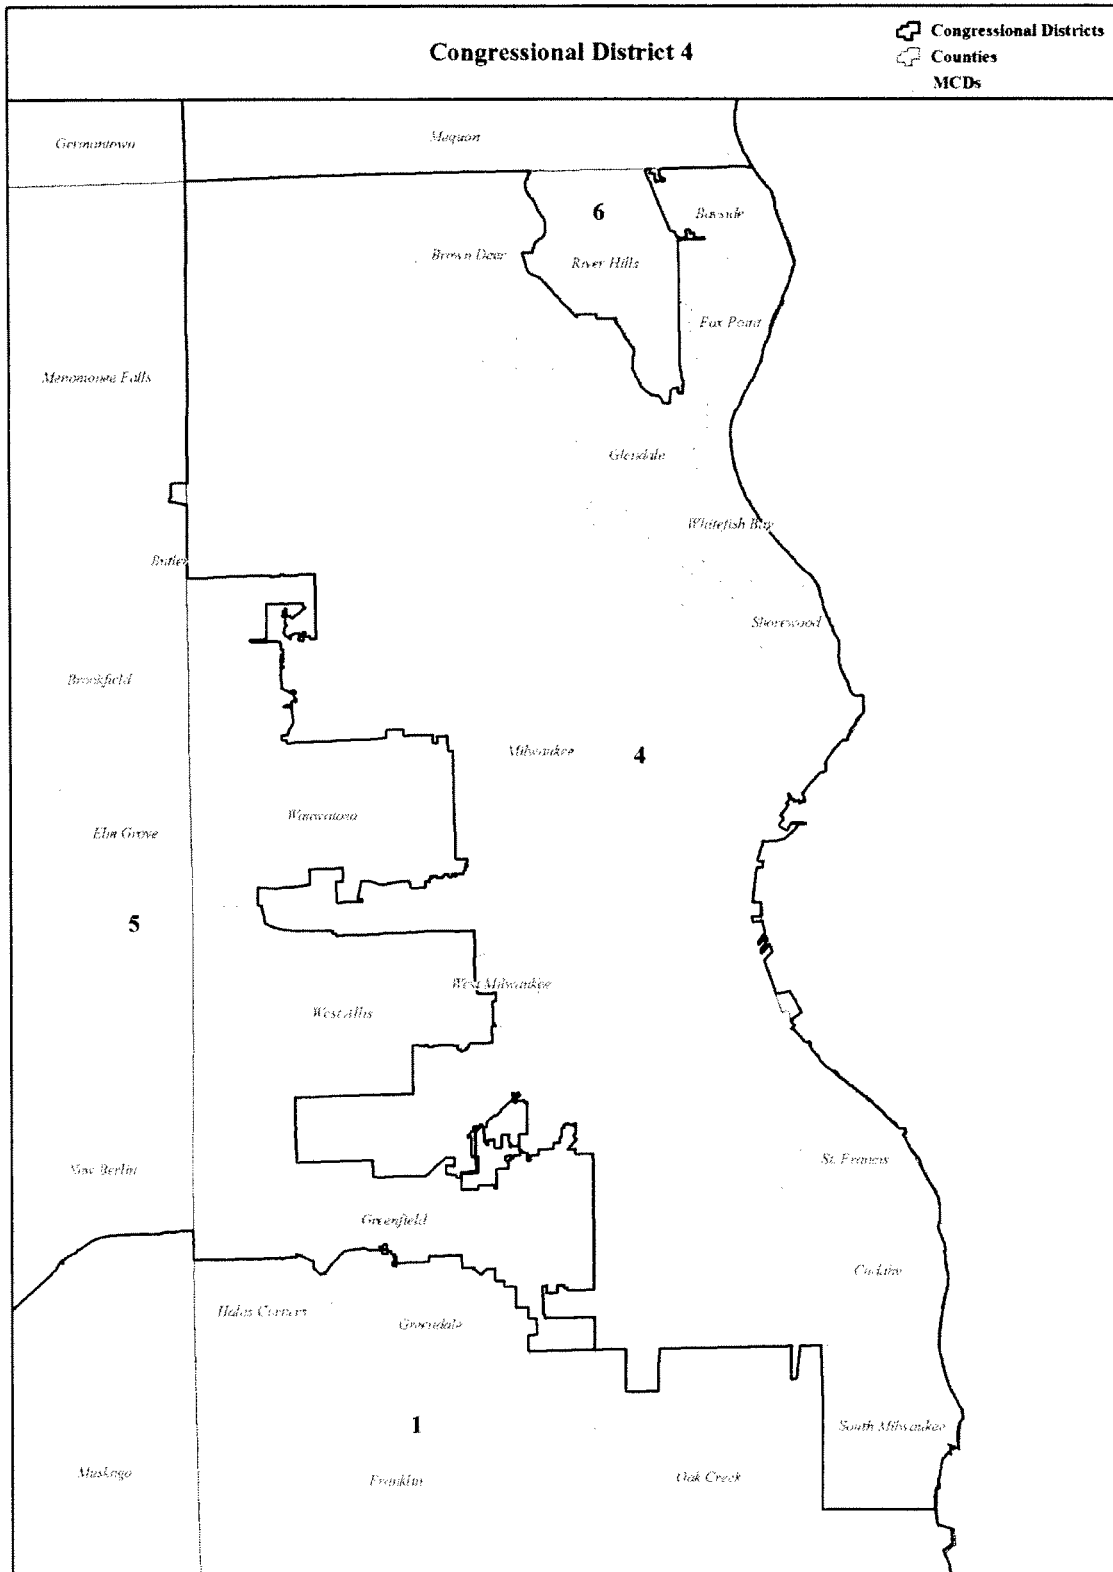 Congressional District 4
Congressional Districts
Counties
MCDs
Germantown
Mequon
6
Bayside
Brown Deer
River Hills
Fox Point
Menomonee Falls
Glendale
Whitefish Bay
Butler
Shorewood
Brookfield
Milwaukee
4
Wauwatosa
Elm Grove
5
West Milwaukee
West Allis
St. Francis
New Berlin
Greenfield
Cudahy
Hales Corners
Greendale
1
South Milwaukee
Muskego
Franklin
Oak Creek